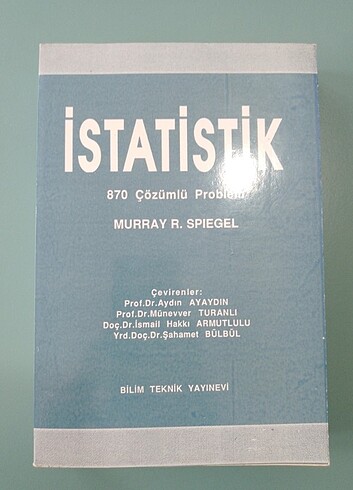 İSTATİSTİK
870 Çözümlü Problem
MURRAY R. SPIEGEL
Çevirenler:
Prof.Dr.Aydın AYAYDIN
Prof.Dr.Münevver TURANLI
Doç.Dr.İsmail Hakkı ARMUTLULU
Yrd.Doç.Dr.Şahamet BÜLBÜL
BİLİM TEKNİK YAYINEVİ